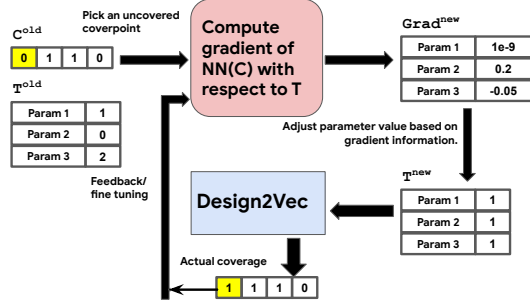 Pick an uncovered
coverpoint
C^old
0 1 1 0
T^old
Param 1 1
Param 2 0
Param 3 2
Compute
gradient of
NN(C) with
respect to T
Grad^new
Param 1 1e-9
Param 2 0.2
Param 3 -0.05
Adjust parameter value based on
gradient information.
T^new
Param 1 1
Param 2 1
Param 3 1
Design2Vec
Feedback/
fine tuning
Actual coverage
1 1 1 0